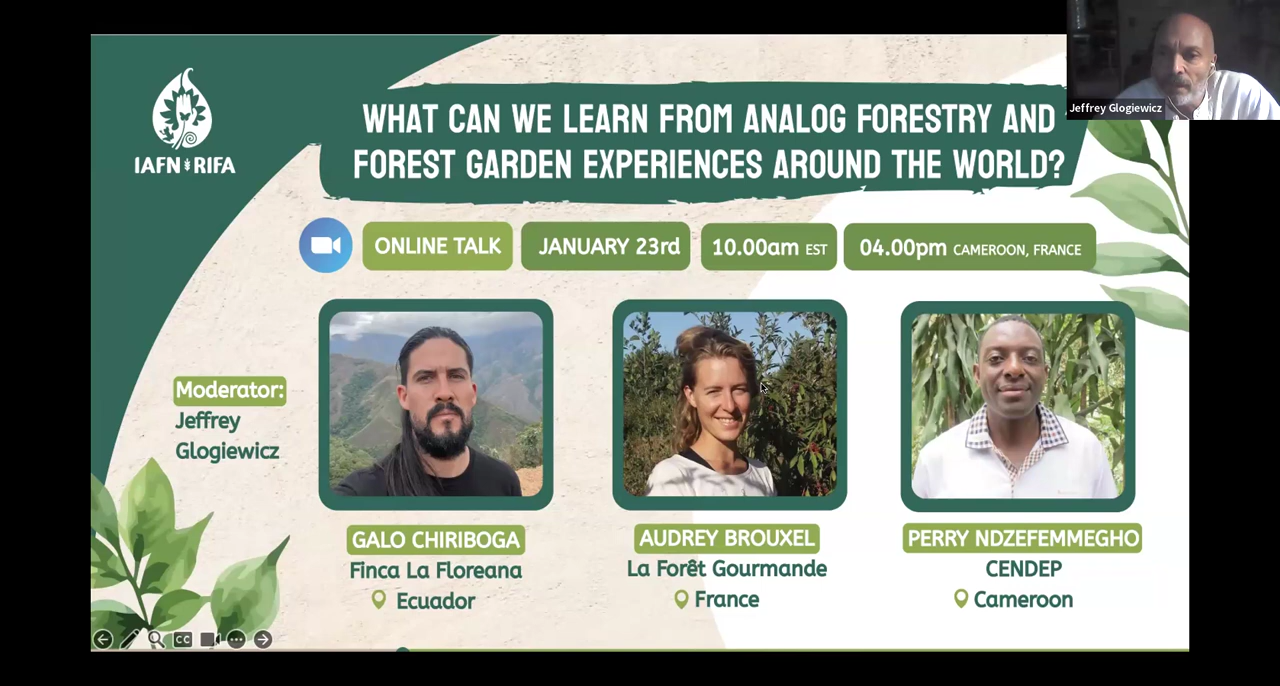 Jeffrey Glogiewicz
IAFN RIFA
WHAT CAN WE LEARN FROM ANALOG FORESTRY AND
FOREST GARDEN EXPERIENCES AROUND THE WORLD?
ONLINE TALK
JANUARY 23rd
10.00am EST
04.00pm CAMEROON, FRANCE
Moderator:
Jeffrey
Glogiewicz
GALO CHIRIBOGA
Finca La Floreana
Ecuador
AUDREY BROUXEL
La Forêt Gourmande
France
PERRY NDZEFEMMEGHO
CENDEP
Cameroon
CC